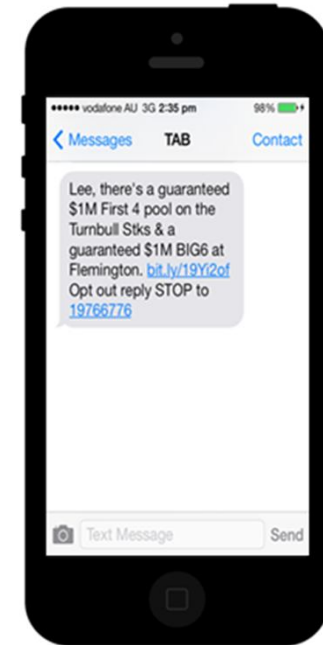 vodafone AU 3G 2:35 pm 98%
Messages TAB Contact
Lee, there's a guaranteed
$1M First 4 pool on the
Turnbull Stks & a
guaranteed $1M BIG6 at
Flemington. bit.ly/19Yi2of
Opt out reply STOP to
19766776
Text Message Send